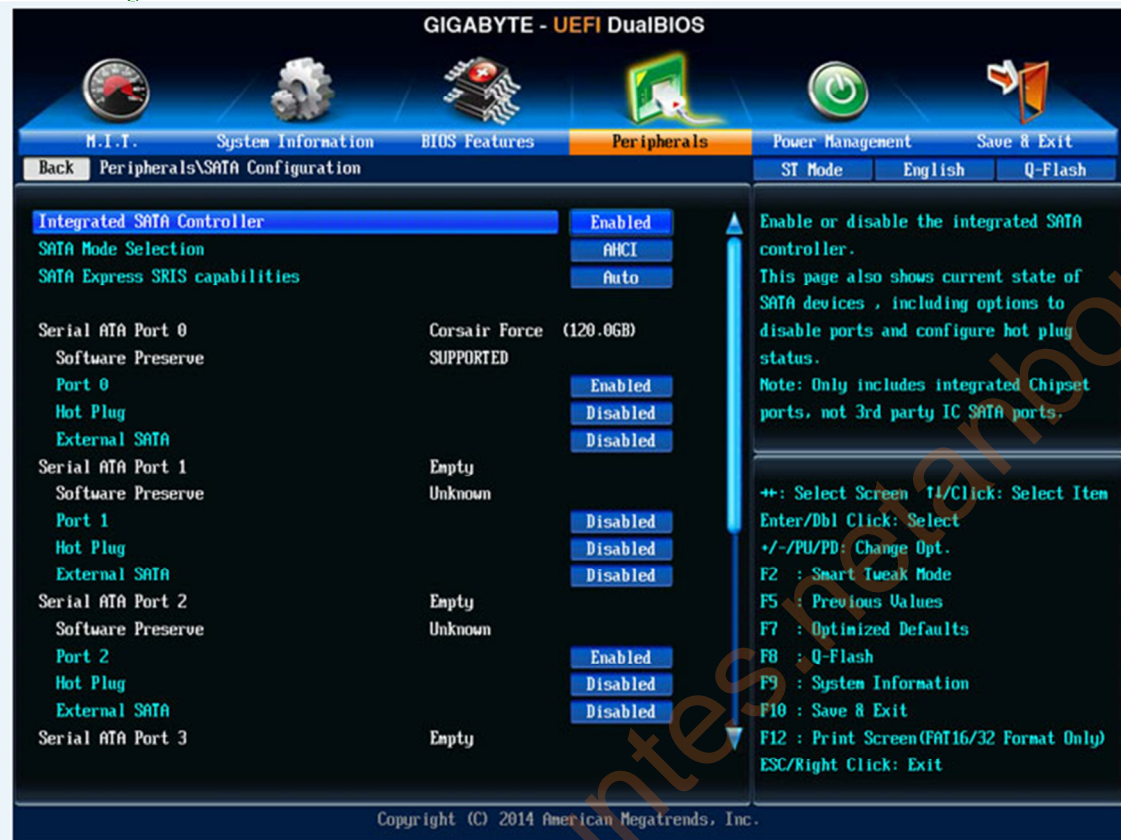 GIGABYTE - UEFI DualBIOS
M.I.T. System Information BIOS Features Peripherals Power Management Save & Exit
Back Peripherals\SATA Configuration ST Mode English Q-Flash
Integrated SATA Controller Enabled
SATA Mode Selection AHCI
SATA Express SRIS capabilities Auto
Serial ATA Port 0 Corsair Force (120.0GB)
Software Preserve SUPPORTED
Port 0 Enabled
Hot Plug Disabled
External SATA Disabled
Serial ATA Port 1 Empty
Software Preserve Unknown
Port 1 Disabled
Hot Plug Disabled
External SATA Disabled
Serial ATA Port 2 Empty
Software Preserve Unknown
Port 2 Enabled
Hot Plug Disabled
External SATA Disabled
Serial ATA Port 3 Empty
Enable or disable the integrated SATA
controller.
This page also shows current state of
SATA devices , including options to
disable ports and configure hot plug
status.
Note: Only includes integrated Chipset
ports, not 3rd party IC SATA ports.
→←: Select Screen ↑↓/Click: Select Item
Enter/Dbl Click: Select
+/-/PU/PD: Change Opt.
F2 : Smart Tweak Mode
F5 : Previous Values
F7 : Optimized Defaults
F8 : Q-Flash
F9 : System Information
F10 : Save & Exit
F12 : Print Screen(FAT16/32 Format Only)
ESC/Right Click: Exit
Copyright (C) 2014 American Megatrends, Inc.